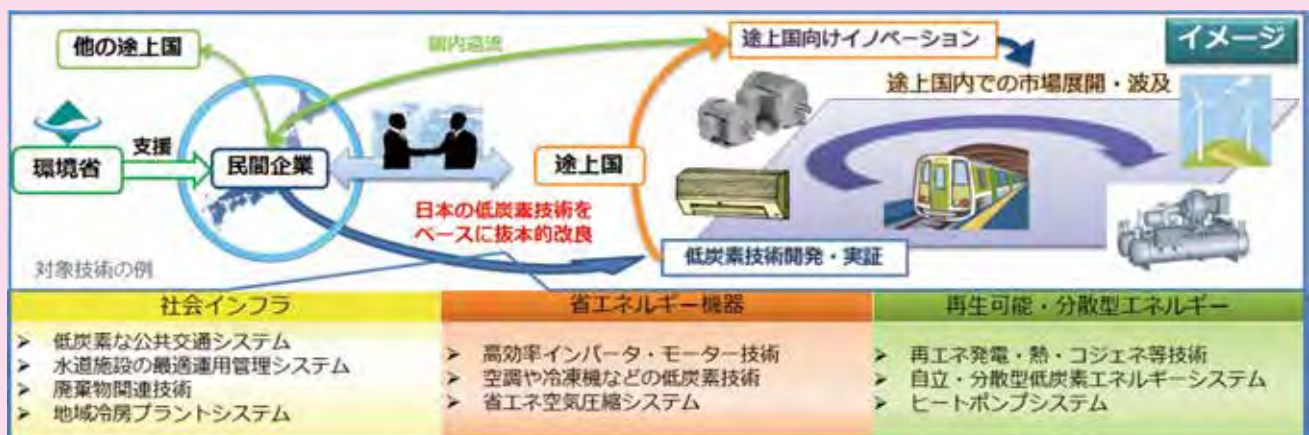 他の途上国
国内還流
途上国向けイノベーション
イメージ
途上国内での市場展開・波及
環境省
支援
民間企業
途上国
日本の低炭素技術を
ベースに抜本的改良
低炭素技術開発・実証
対象技術の例
社会インフラ
➢ 低炭素な公共交通システム
➢ 水道施設の最適運用管理システム
➢ 廃棄物関連技術
➢ 地域冷房プラントシステム
省エネルギー機器
➢ 高効率インバータ・モーター技術
➢ 空調や冷凍機などの低炭素技術
➢ 省エネ空気圧縮システム
再生可能・分散型エネルギー
➢ 再エネ発電・熱・コジェネ等技術
➢ 自立・分散型低炭素エネルギーシステム
➢ ヒートポンプシステム